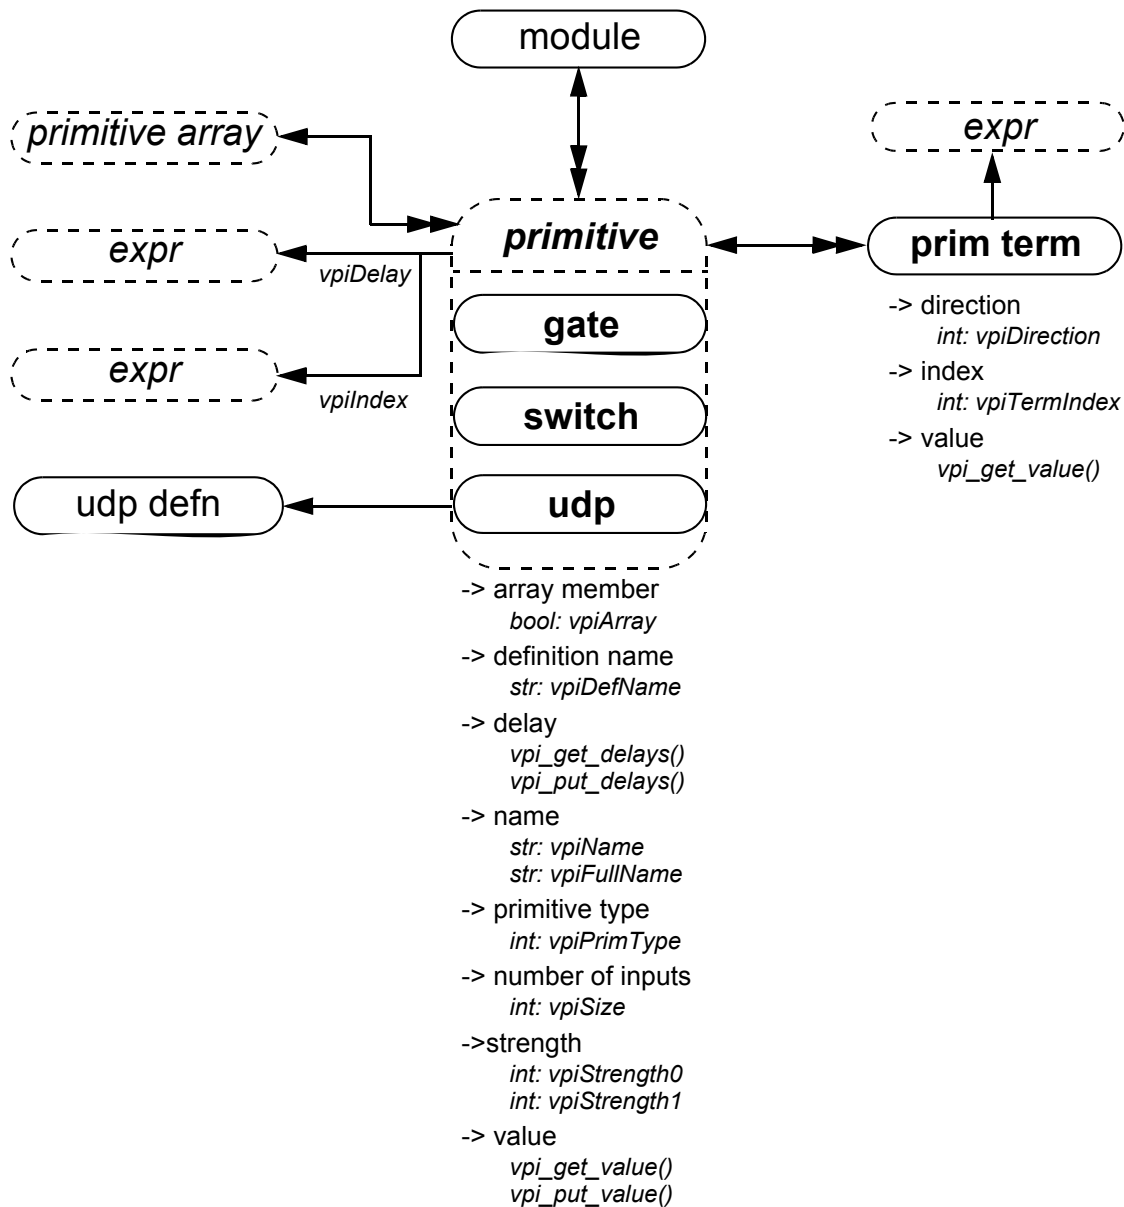 module
primitive array
expr
primitive
expr
vpiDelay
prim term
gate
-> direction
int: vpiDirection
expr
vpiIndex
-> index
int: vpiTermIndex
switch
-> value
vpi_get_value()
udp defn
udp
-> array member
bool: vpiArray
-> definition name
str: vpiDefName
-> delay
vpi_get_delays()
vpi_put_delays()
-> name
str: vpiName
str: vpiFullName
-> primitive type
int: vpiPrimType
-> number of inputs
int: vpiSize
->strength
int: vpiStrength0
int: vpiStrength1
-> value
vpi_get_value()
vpi_put_value()